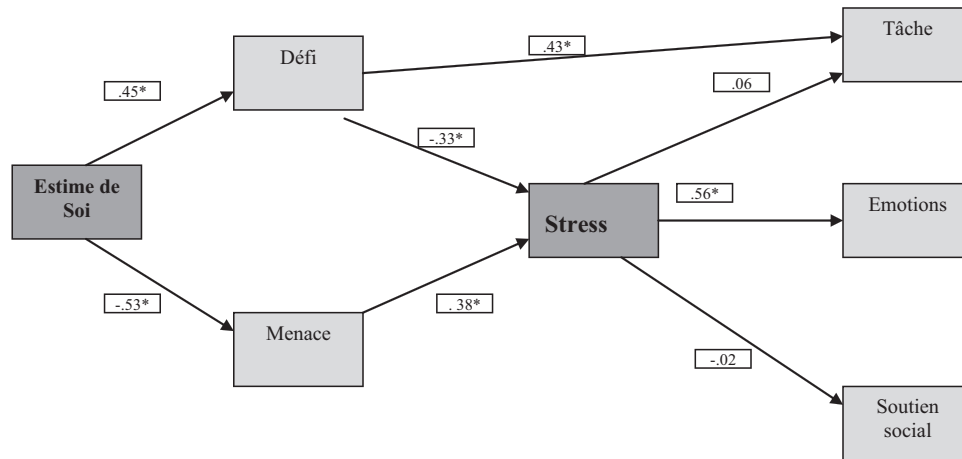 Tâche
.43*
Défi
.45*
.06
-.33*
Estime de
Soi
.56*
Emotions
Stress
-.53*
. 38*
Menace
-.02
Soutien
social